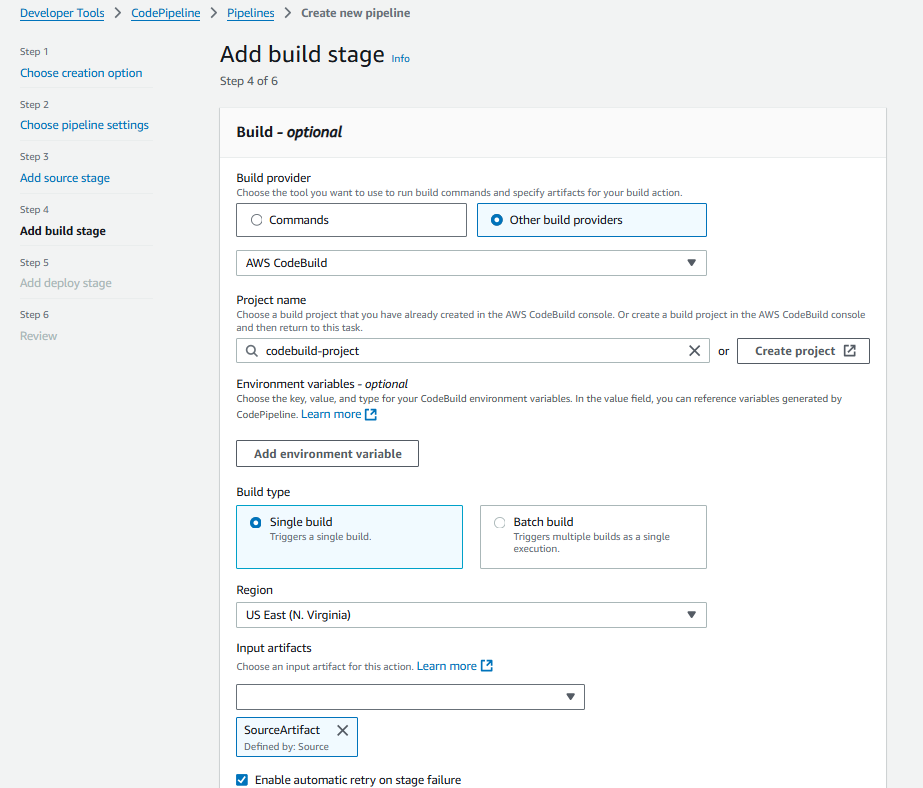 Developer Tools > CodePipeline > Pipelines > Create new pipeline
Step 1
Choose creation option
Step 2
Choose pipeline settings
Step 3
Add source stage
Step 4
Add build stage
Step 5
Add deploy stage
Step 6
Review
Add build stage Info
Step 4 of 6
Build - optional
Build provider
Choose the tool you want to use to run build commands and specify artifacts for your build action.
Commands
Other build providers
AWS CodeBuild
Project name
Choose a build project that you have already created in the AWS CodeBuild console. Or create a build project in the AWS CodeBuild console
and then return to this task.
codebuild-project
or
Create project
Environment variables - optional
Choose the key, value, and type for your CodeBuild environment variables. In the value field, you can reference variables generated by
CodePipeline. Learn more
Add environment variable
Build type
Single build
Triggers a single build.
Batch build
Triggers multiple builds as a single
execution.
Region
US East (N. Virginia)
Input artifacts
Choose an input artifact for this action. Learn more
SourceArtifact
Defined by: Source
Enable automatic retry on stage failure